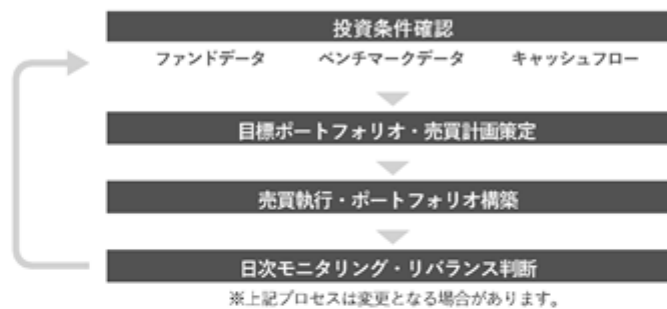 投資条件確認
ファンドデータ ベンチマークデータ キャッシュフロー
目標ポートフォリオ・売買計画策定
売買執行・ポートフォリオ構築
日次モニタリング・リバランス判断
※上記プロセスは変更となる場合があります。